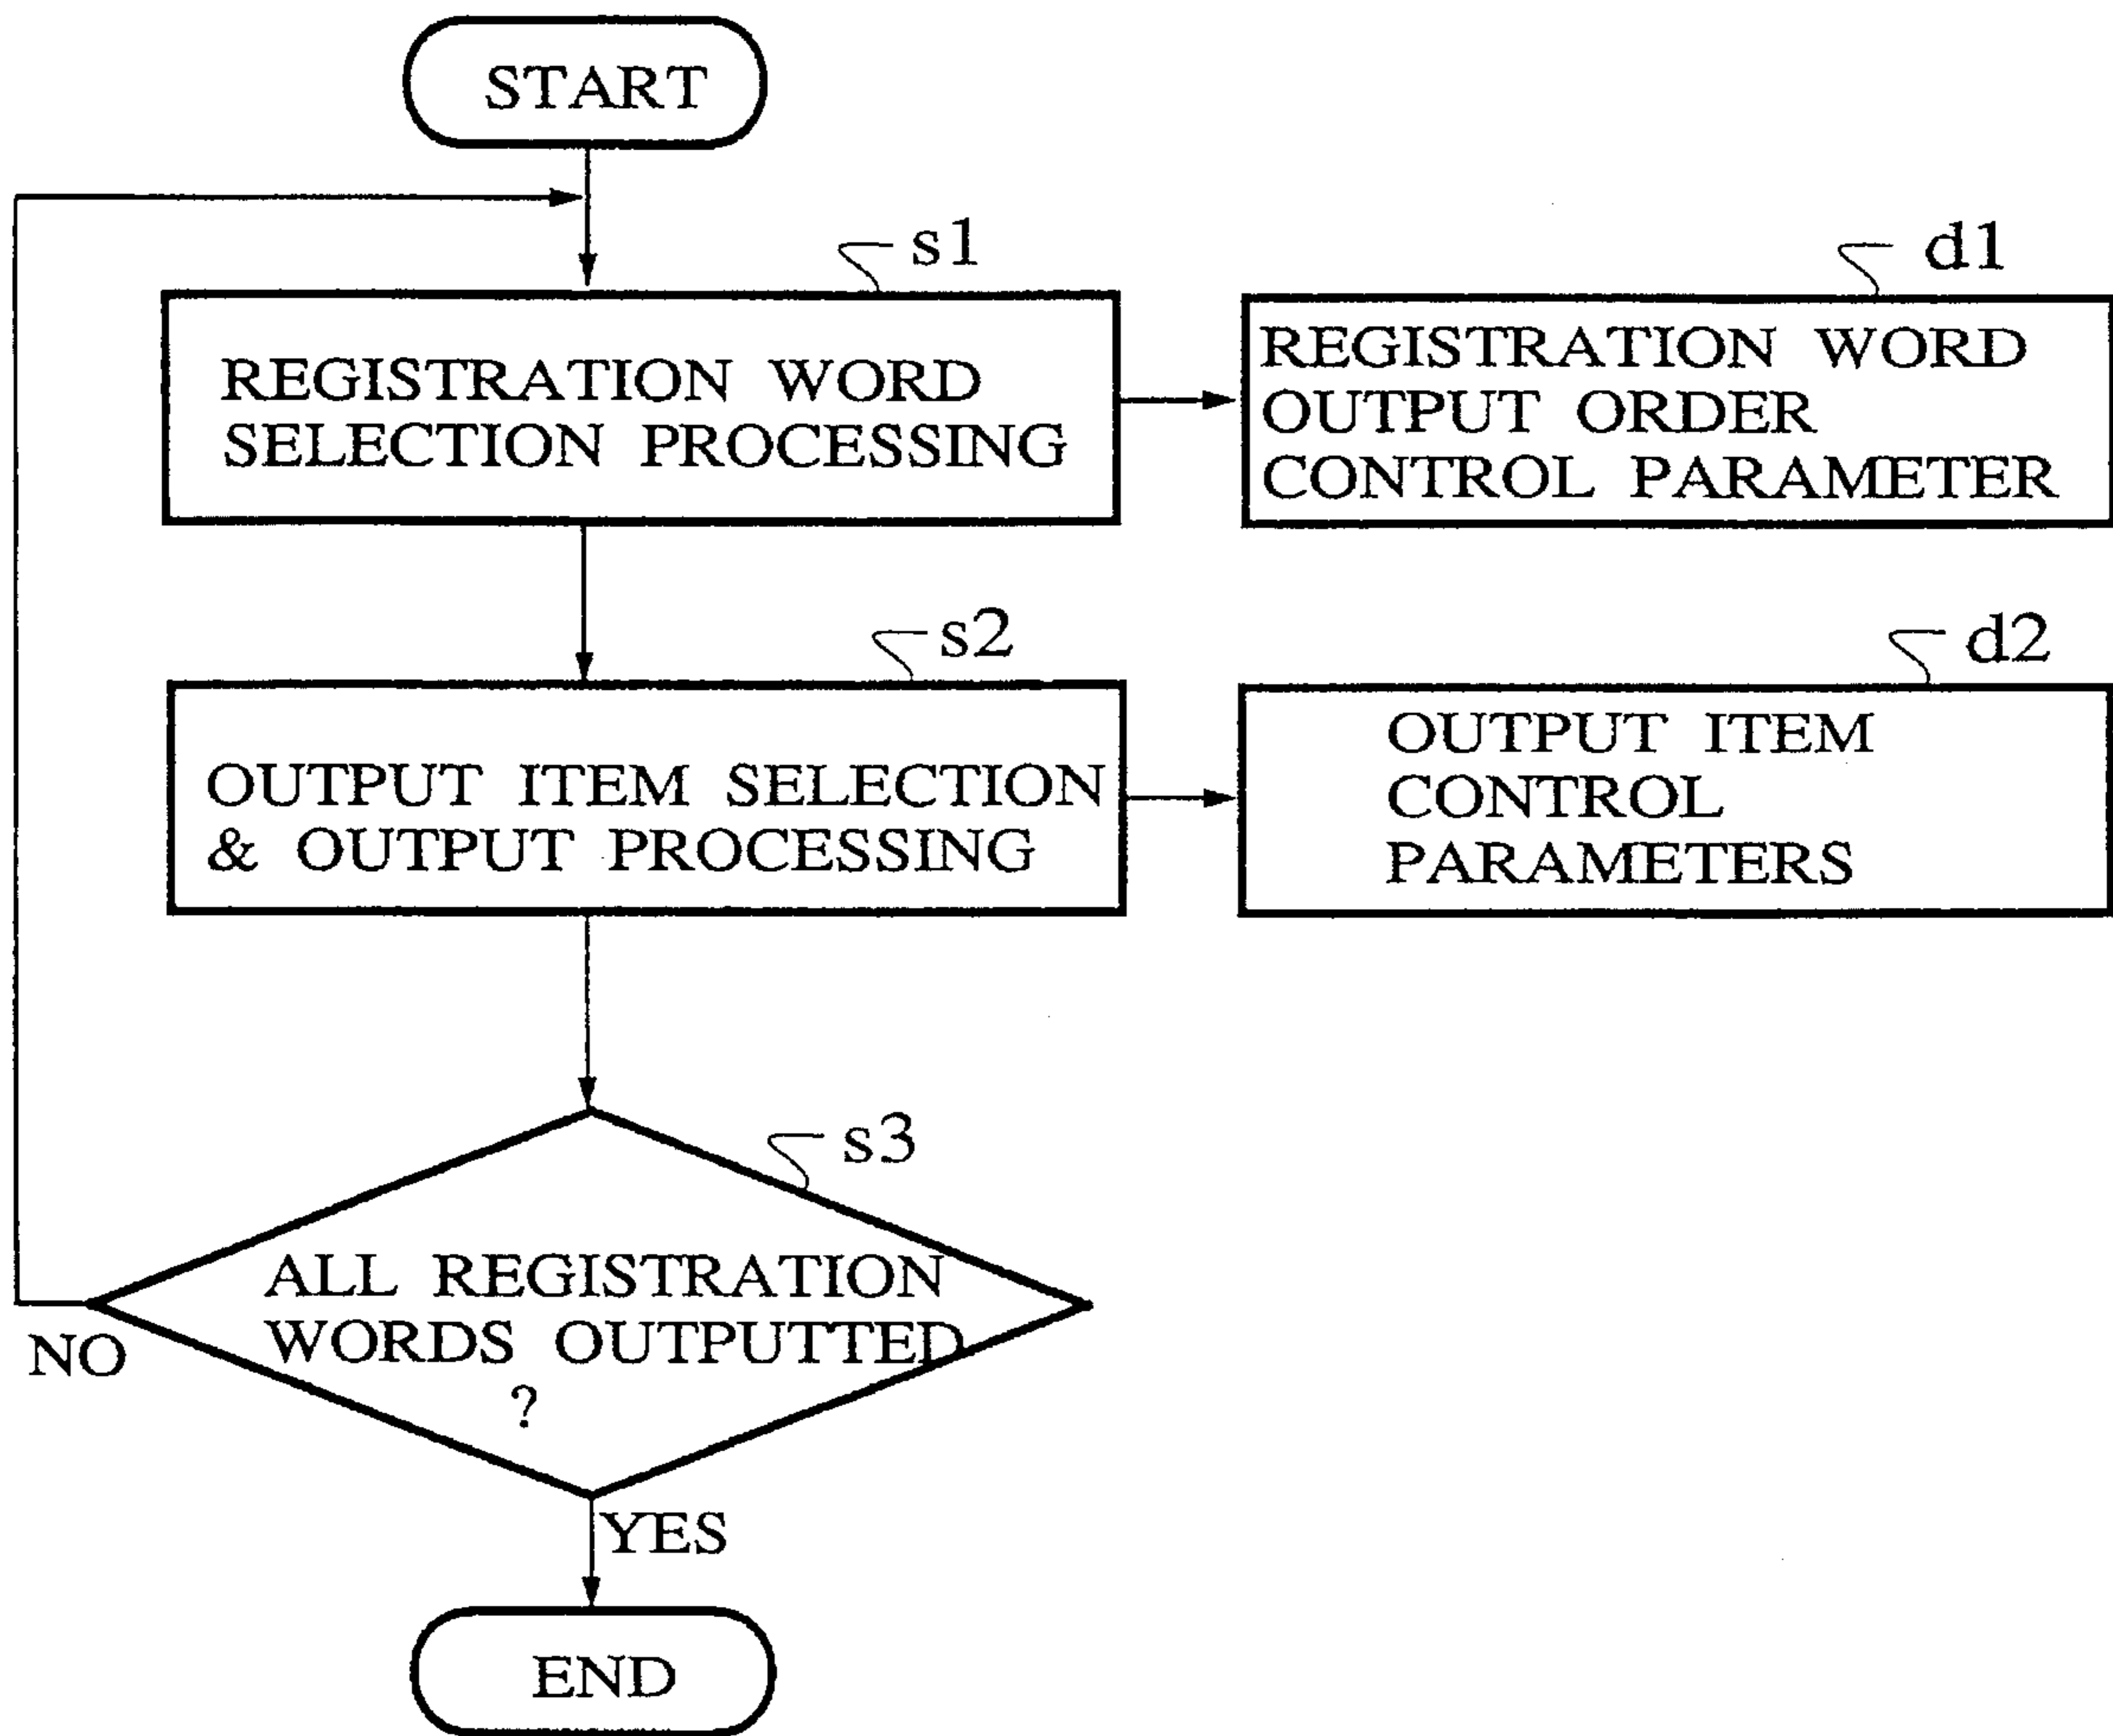 START
s1
d1
REGISTRATION WORD
SELECTION PROCESSING
REGISTRATION WORD
OUTPUT ORDER
CONTROL PARAMETER
s2
d2
OUTPUT ITEM SELECTION
& OUTPUT PROCESSING
OUTPUT ITEM
CONTROL
PARAMETERS
s3
ALL REGISTRATION
WORDS OUTPUTTED
?
NO
YES
END